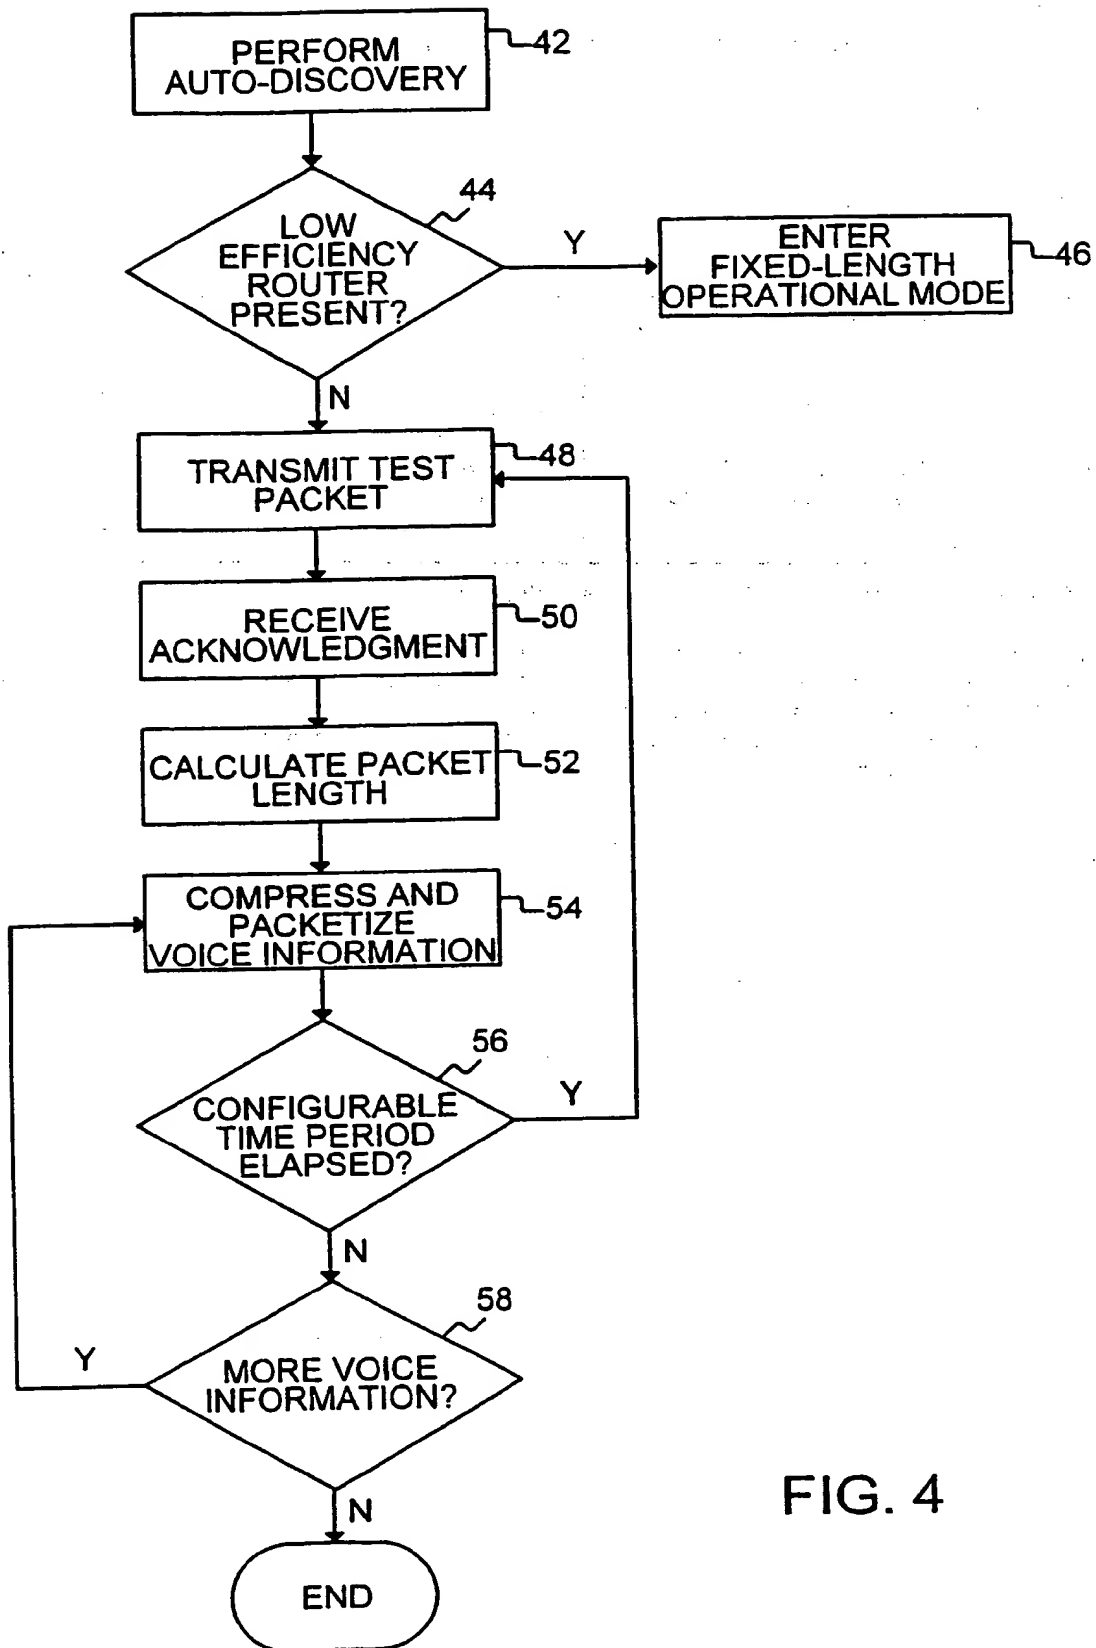 PERFORM
AUTO-DISCOVERY
42
44
LOW
EFFICIENCY
ROUTER
PRESENT?
Y
ENTER
FIXED-LENGTH
OPERATIONAL MODE
46
N
TRANSMIT TEST
PACKET
48
RECEIVE
ACKNOWLEDGMENT
50
CALCULATE PACKET
LENGTH
52
COMPRESS AND
PACKETIZE
VOICE INFORMATION
54
56
CONFIGURABLE
TIME PERIOD
ELAPSED?
Y
N
58
MORE VOICE
INFORMATION?
Y
N
END
FIG. 4